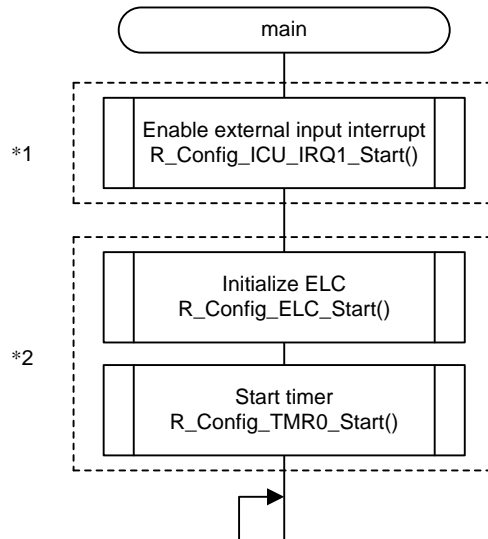 main
*1
Enable external input interrupt
R_Config_ICU_IRQ1_Start()
Initialize ELC
R_Config_ELC_Start()
*2
Start timer
R_Config_TMR0_Start()